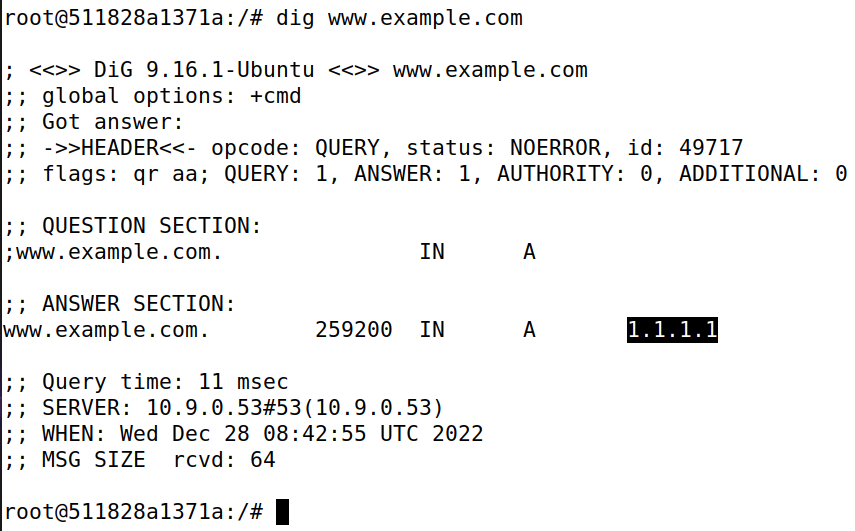 root@511828a1371a:/# dig www.example.com
; <<>> DiG 9.16.1-Ubuntu <<>> www.example.com
;; global options: +cmd
;; Got answer:
;; ->>HEADER<<- opcode: QUERY, status: NOERROR, id: 49717
;; flags: qr aa; QUERY: 1, ANSWER: 1, AUTHORITY: 0, ADDITIONAL: 0
;; QUESTION SECTION:
;www.example.com. IN A
;; ANSWER SECTION:
www.example.com. 259200 IN A 1.1.1.1
;; Query time: 11 msec
;; SERVER: 10.9.0.53#53(10.9.0.53)
;; WHEN: Wed Dec 28 08:42:55 UTC 2022
;; MSG SIZE rcvd: 64
root@511828a1371a:/#